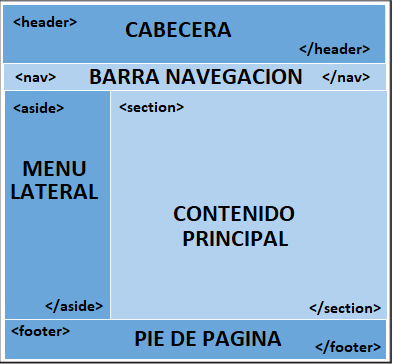 <header>
CABECERA
</header>
<nav> BARRA NAVEGACION </nav>
<aside>
MENU
LATERAL
</aside>
<section>
CONTENIDO
PRINCIPAL
</section>
<footer>
PIE DE PAGINA
</footer>